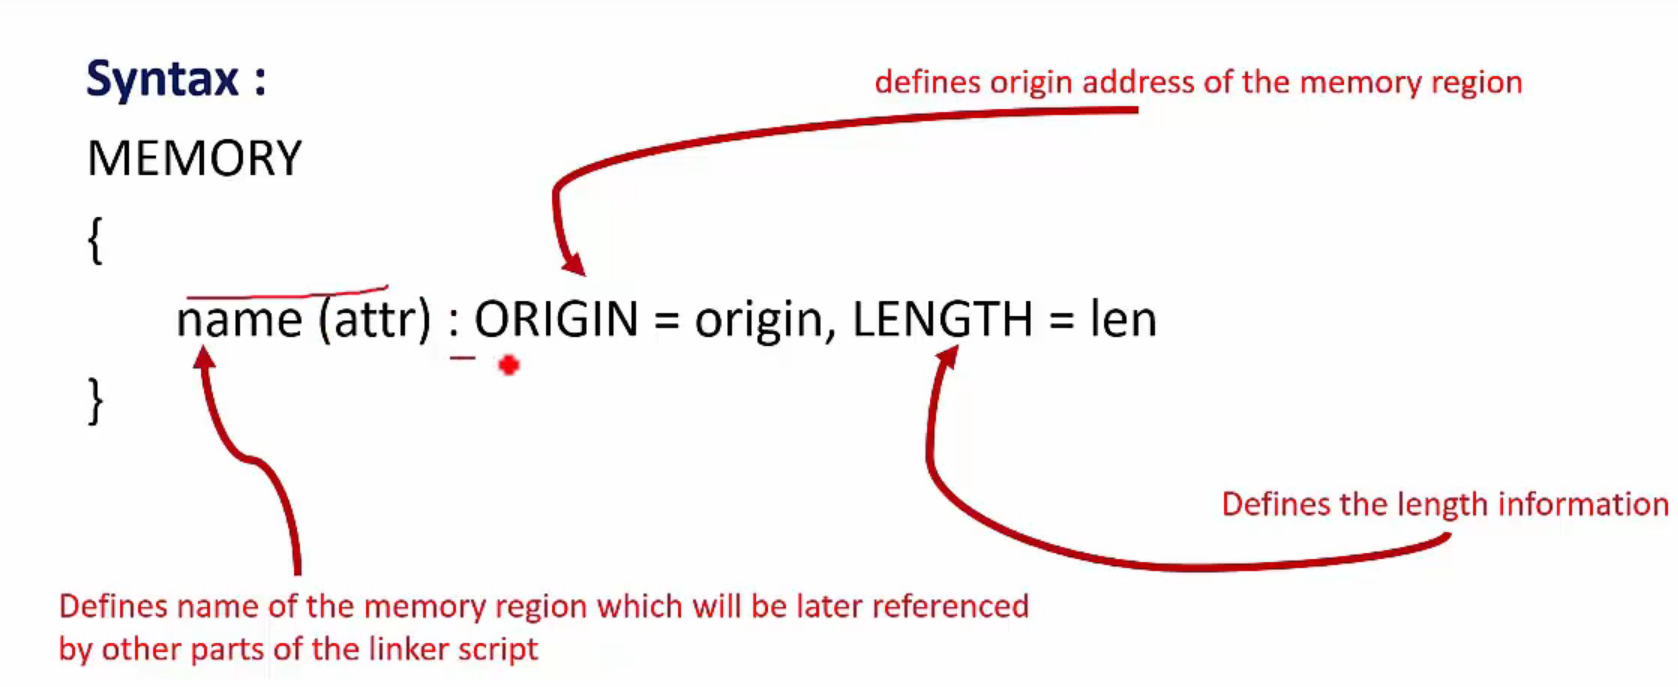 Syntax :
defines origin address of the memory region
MEMORY
{
name (attr) : ORIGIN = origin, LENGTH = len
}
Defines the length information
Defines name of the memory region which will be later referenced
by other parts of the linker script